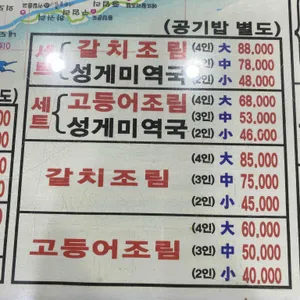 (공기밥 별도)
세트 갈치조림 성게미역국 (4인) 大 88,000
(3인) 中 78,000
(2인) 小 48,000
세트 고등어조림 성게미역국 (4인) 大 68,000
(3인) 中 53,000
(2인) 小 46,000
갈치조림 (4인) 大 85,000
(3인) 中 75,000
(2인) 小 45,000
고등어조림 (4인) 大 60,000
(3인) 中 50,000
(2인) 小 40,000